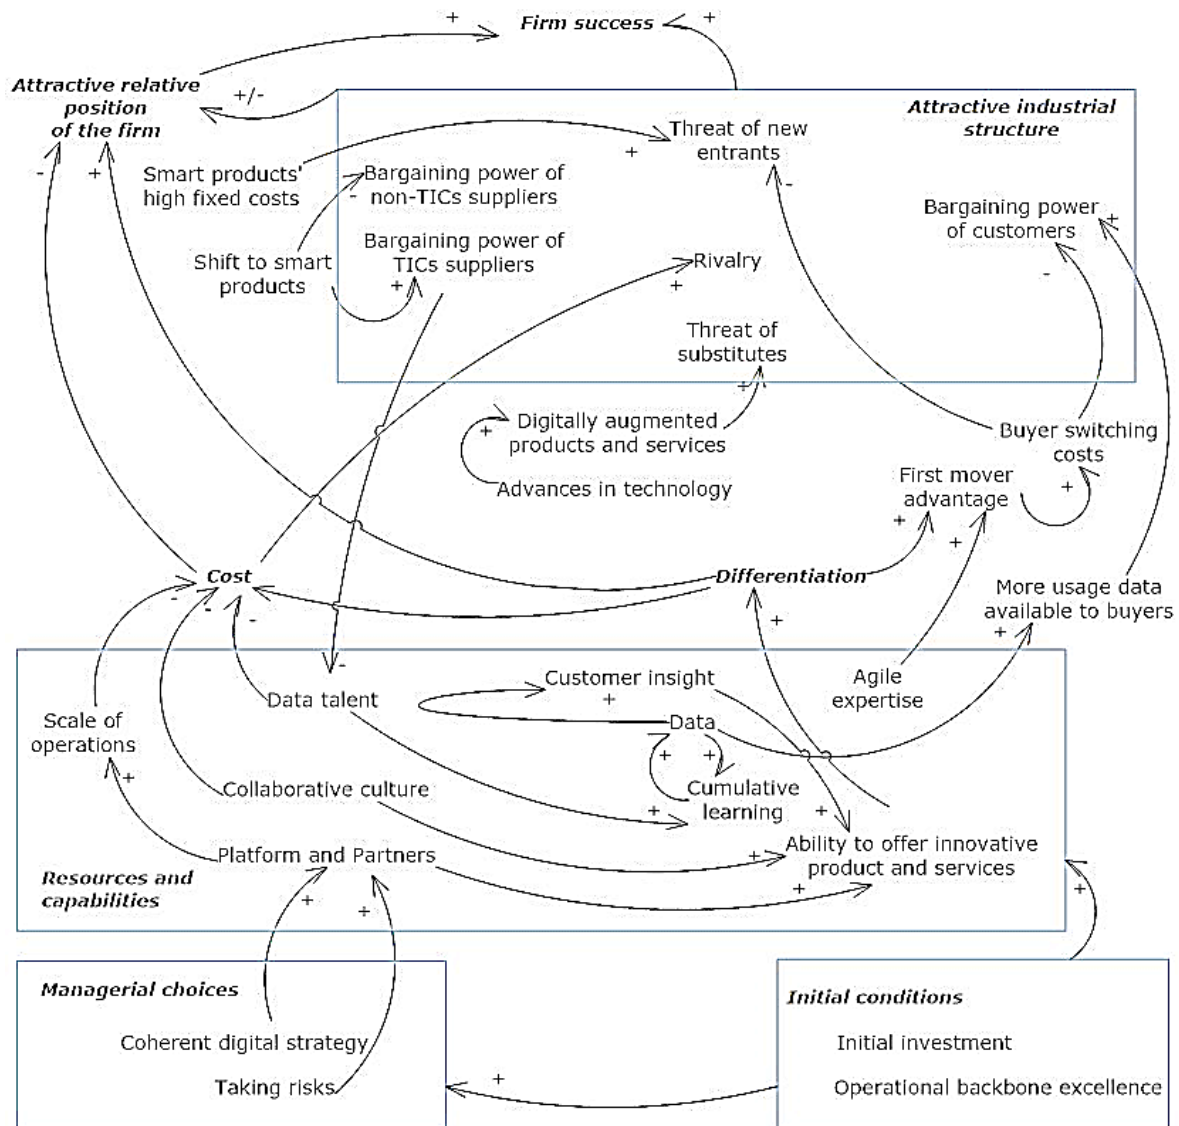 + Firm success +
Attractive relative
position
of the firm
+/-
Attractive industrial
structure
Threat of new
entrants
+
-
Smart products'
high fixed costs
Bargaining power of
non-TICs suppliers
-
- +
Bargaining power
of customers
+
-
Bargaining power of
TICs suppliers
+
Shift to smart
products
Rivalry
+
Threat of
substitutes
+
Digitally augmented
products and services
+
Advances in technology
Buyer switching
costs
+
First mover
advantage
+
+
Cost
- - -
Differentiation
+
More usage data
available to buyers
+
-
Data talent
Customer insight
+
Data
+ +
Cumulative
learning
Agile
expertise
Scale of
operations
+
Collaborative culture
+
+
Platform and Partners
+
+
Ability to offer innovative
product and services
Resources and
capabilities
+
+
+
Managerial choices
Coherent digital strategy
Taking risks
+
Initial conditions
Initial investment
Operational backbone excellence